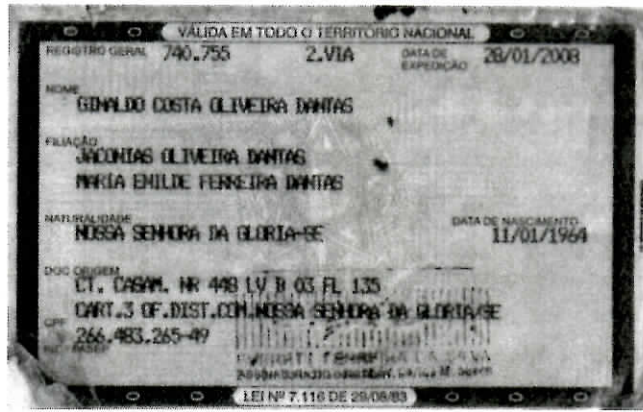 VÁLIDA EM TODO O TERRITÓRIO NACIONAL
REGISTRO GERAL 740.755 2.VIA DATA DE EXPEDIÇÃO 28/01/2008
NOME
GINALDO COSTA OLIVEIRA DANTAS
FILIAÇÃO
JACONIAS OLIVEIRA DANTAS
MARIA ENILDE FERREIRA DANTAS
NATURALIDADE DATA DE NASCIMENTO
NOSSA SENHORA DA GLORIA-SE 11/01/1964
DOC ORIGEM
CT. CASAM. NR 448 LV B 03 FL 135
CART.3 OF.DIST.COM.NOSSA SENHORA DA GLORIA/SE
CPF 266.483.265-49
LEI Nº 7.116 DE 29/08/83